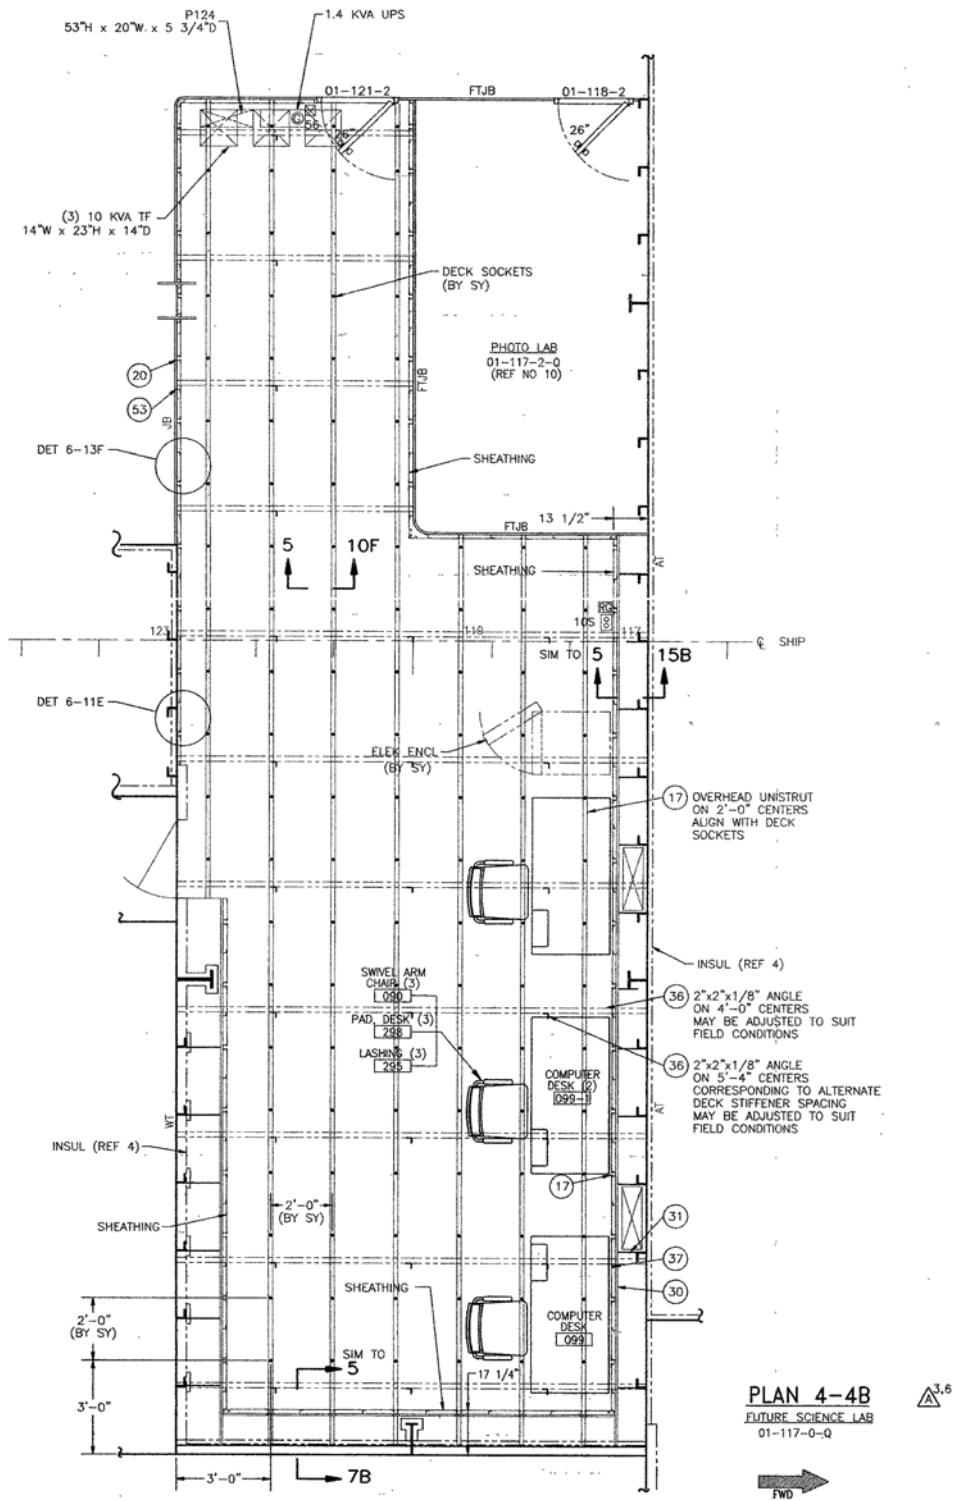 P124
53"H x 20"W x 5 3/4"D
1.4 KVA UPS
01-121-2
FTJB
01-118-2
G
56
26"
26"
(3) 10 KVA TF
14"W x 23"H x 14"D
DECK SOCKETS
(BY SY)
PHOTO LAB
01-117-2-Q
(REF NO 10)
20
FTJB
53
JB
DET 6-13F
SHEATHING
13 1/2"
FTJB
5
10F
SHEATHING
AT
RG
10S
123
119
117
℄ SHIP
SIM TO
5
15B
DET 6-11E
ELEK ENCL
(BY SY)
17
OVERHEAD UNISTRUT
ON 2'-0" CENTERS
ALIGN WITH DECK
SOCKETS
INSUL (REF 4)
SWIVEL ARM
CHAIR (3)
090
PAD, DESK (3)
298
LASHING (3)
295
36
2"x2"x1/8" ANGLE
ON 4'-0" CENTERS
MAY BE ADJUSTED TO SUIT
FIELD CONDITIONS
36
2"x2"x1/8" ANGLE
ON 5'-4" CENTERS
CORRESPONDING TO ALTERNATE
DECK STIFFENER SPACING
MAY BE ADJUSTED TO SUIT
FIELD CONDITIONS
COMPUTER
DESK (2)
099-1
AT
WT
INSUL (REF 4)
17
2'-0"
(BY SY)
SHEATHING
31
37
30
SHEATHING
2'-0"
(BY SY)
COMPUTER
DESK
099
SIM TO
5
17 1/4"
3'-0"
PLAN 4-4B
A 3,6
FUTURE SCIENCE LAB
01-117-0-Q
3'-0"
7B
FWD